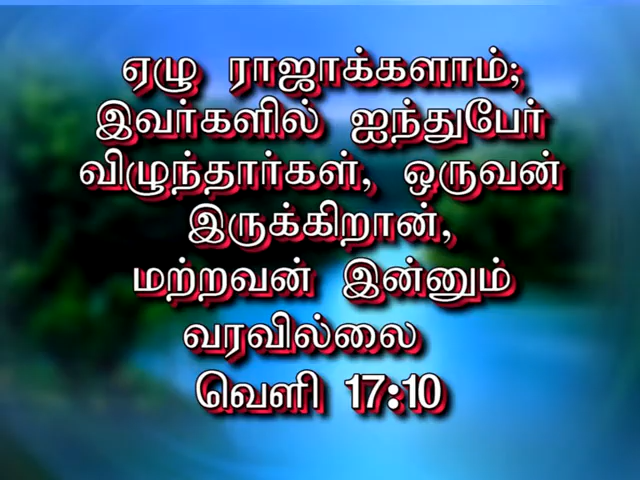 ஏழு ராஜாக்களாம்;
இவர்களில் ஐந்துபேர்
விழுந்தார்கள், ஒருவன்
இருக்கிறான்,
மற்றவன் இன்னும்
வரவில்லை
வெளி 17:10